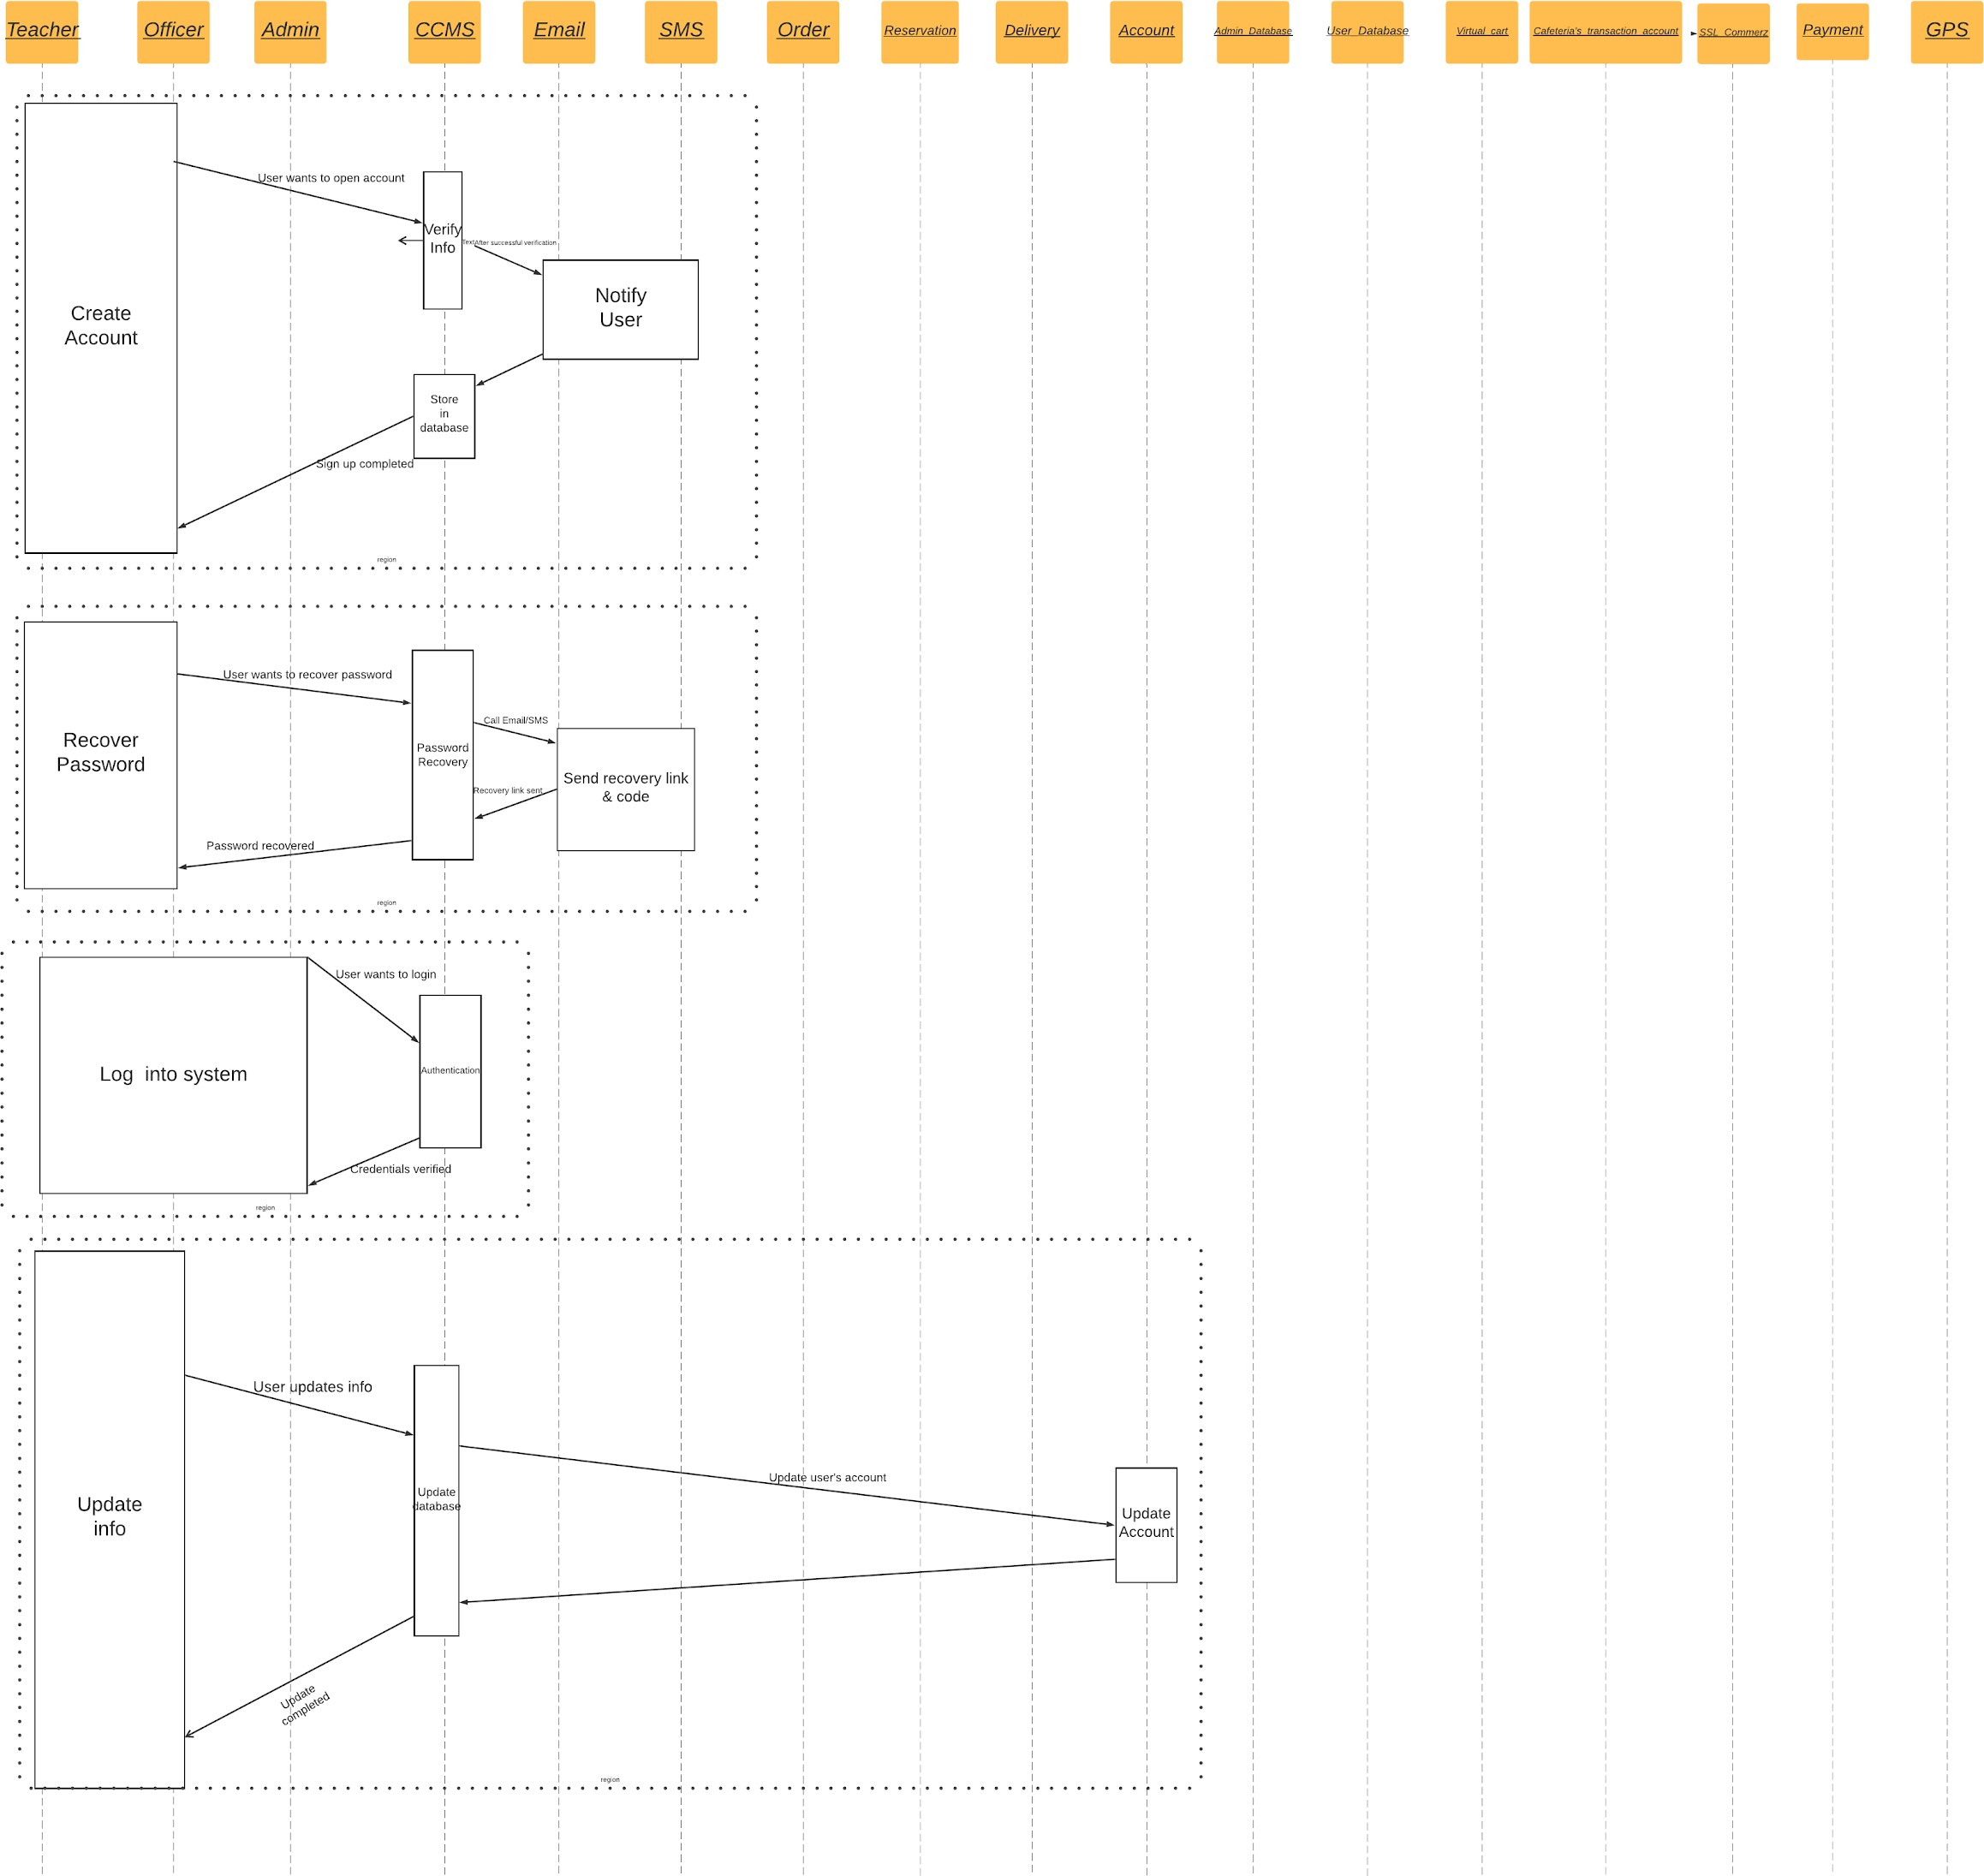 Teacher
Officer
Admin
CCMS
Email
SMS
Order
Reservation
Delivery
Account
Admin_Database
User_Database
Virtual_cart
Cafeteria's_transaction_account
SSL_Commerz
Payment
GPS
User wants to open account
Verify
Info
Text
After successful verification
Notify
User
Create
Account
Store
in
database
Sign up completed
region
User wants to recover password
Call Email/SMS
Recover
Password
Password
Recovery
Send recovery link
& code
Recovery link sent
Password recovered
region
User wants to login
Log into system
Authentication
Credentials verified
region
User updates info
Update user's account
Update
database
Update
info
Update
Account
Update
completed
region